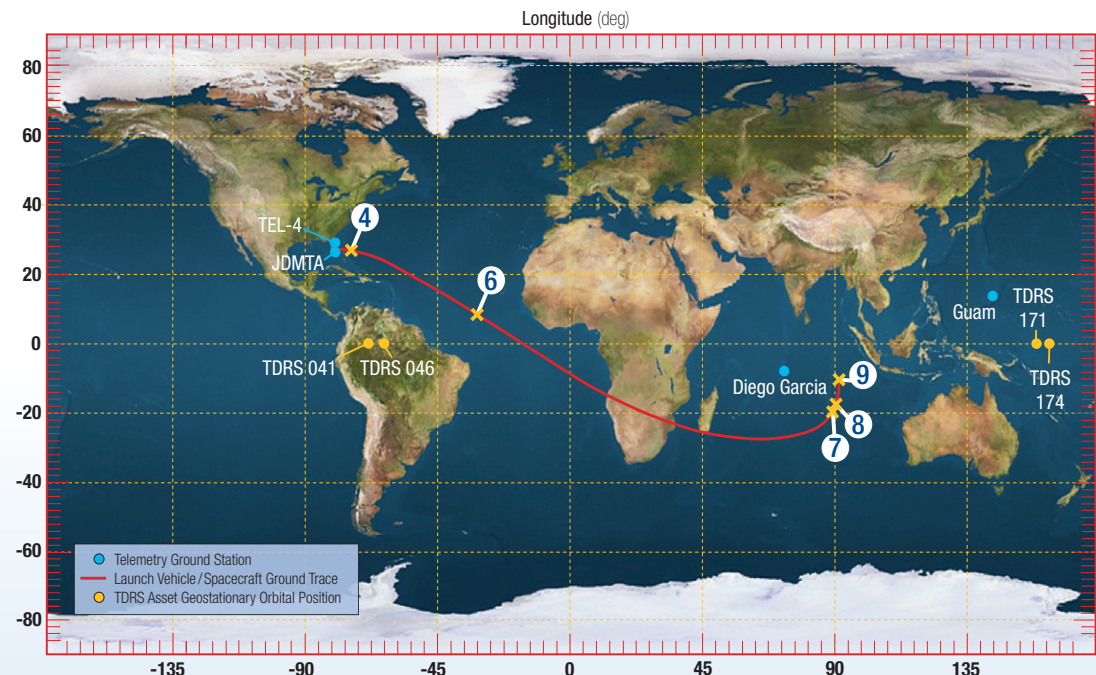 Longitude (deg)
80
60
40
20
0
-20
-40
-60
-80
TEL-4
JDMTA
4
6
TDRS 041
TDRS 046
Guam
TDRS
171
TDRS
174
Diego Garcia
9
8
7
Telemetry Ground Station
Launch Vehicle/Spacecraft Ground Trace
TDRS Asset Geostationary Orbital Position
-135
-90
-45
0
45
90
135